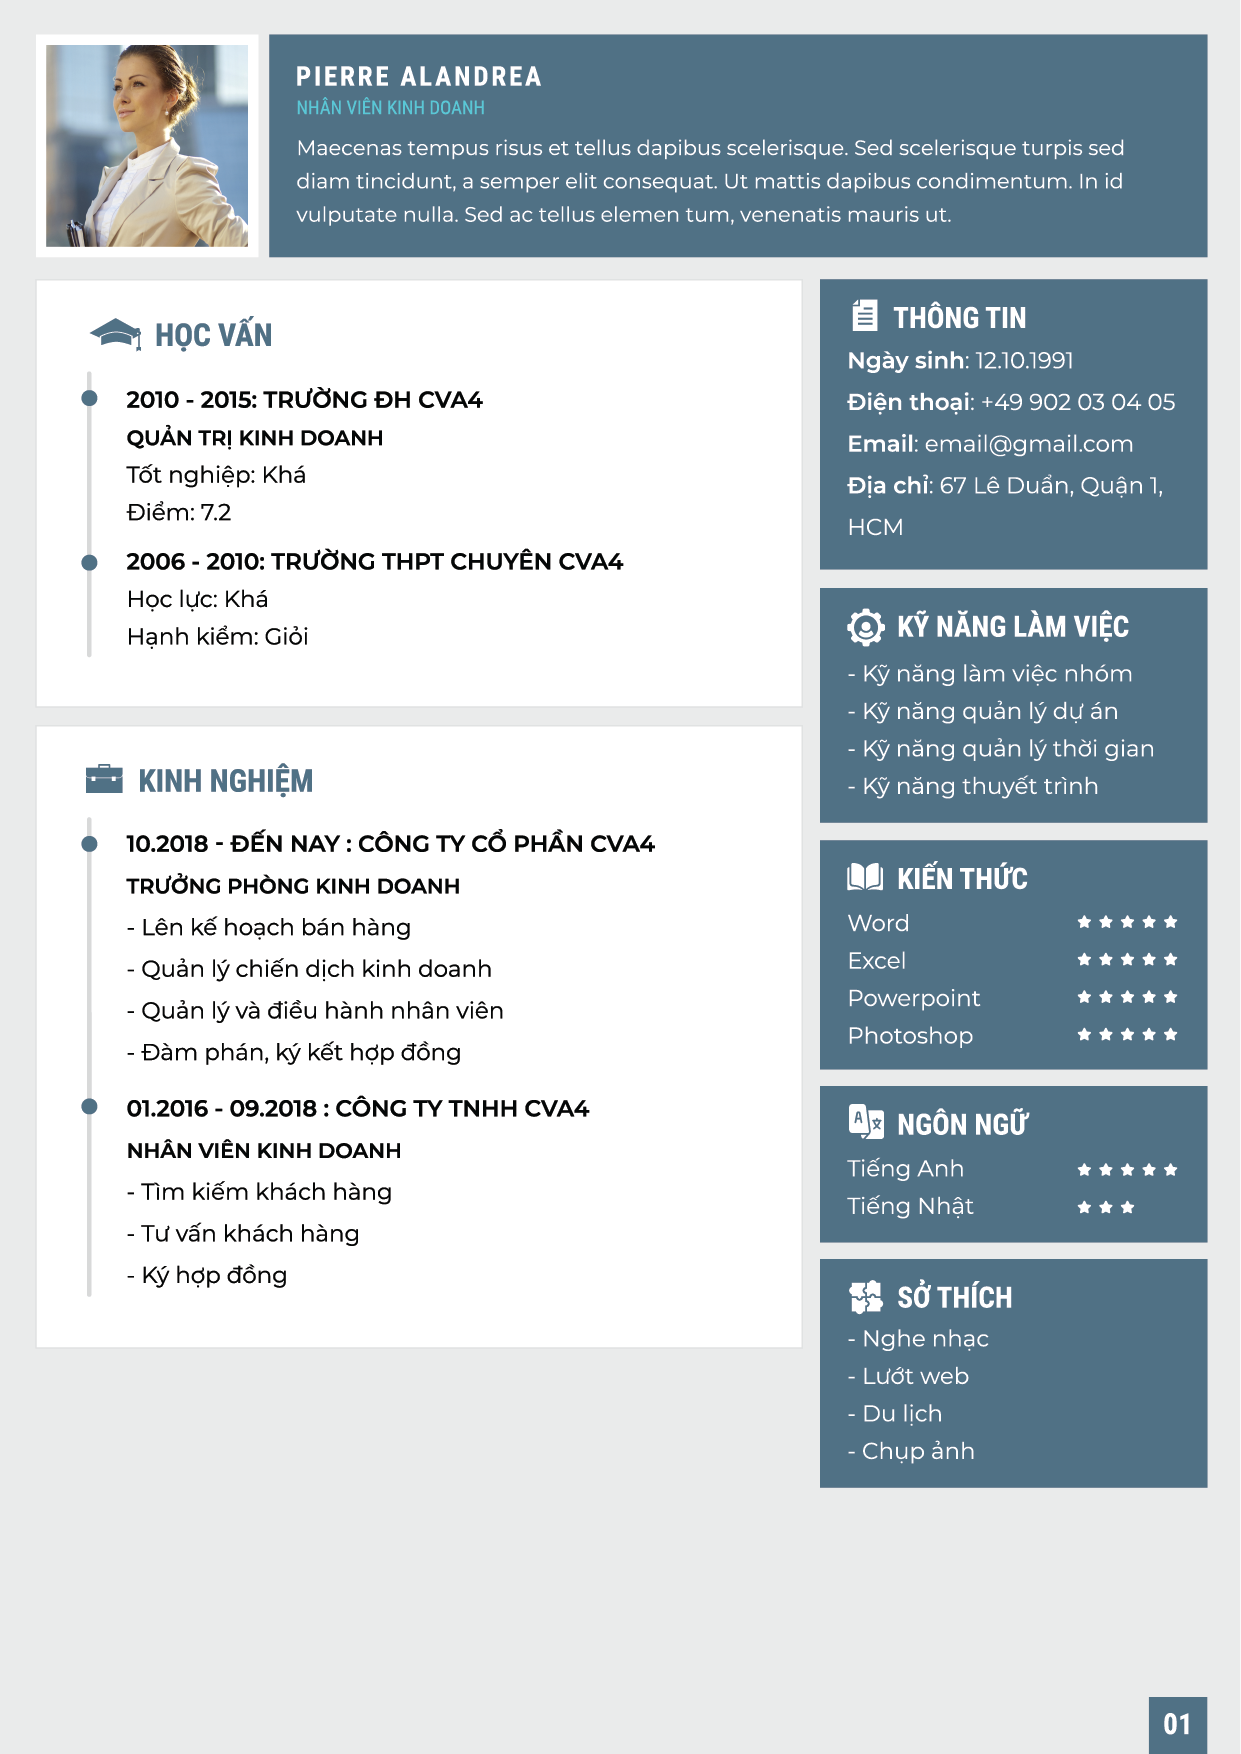 PIERRE ALANDREA
NHÂN VIÊN KINH DOANH
Maecenas tempus risus et tellus dapibus scelerisque. Sed scelerisque turpis sed
diam tincidunt, a semper elit consequat. Ut mattis dapibus condimentum. In id
vulputate nulla. Sed ac tellus elemen tum, venenatis mauris ut.
HỌC VẤN
2010 - 2015: TRƯỜNG ĐH CVA4
QUẢN TRỊ KINH DOANH
Tốt nghiệp: Khá
Điểm: 7.2
2006 - 2010: TRƯỜNG THPT CHUYÊN CVA4
Học lực: Khá
Hạnh kiểm: Giỏi
KINH NGHIỆM
10.2018 - ĐẾN NAY : CÔNG TY CỔ PHẦN CVA4
TRƯỞNG PHÒNG KINH DOANH
- Lên kế hoạch bán hàng
- Quản lý chiến dịch kinh doanh
- Quản lý và điều hành nhân viên
- Đàm phán, ký kết hợp đồng
01.2016 - 09.2018 : CÔNG TY TNHH CVA4
NHÂN VIÊN KINH DOANH
- Tìm kiếm khách hàng
- Tư vấn khách hàng
- Ký hợp đồng
THÔNG TIN
Ngày sinh: 12.10.1991
Điện thoại: +49 902 03 04 05
Email: email@gmail.com
Địa chỉ: 67 Lê Duẩn, Quận 1,
HCM
KỸ NĂNG LÀM VIỆC
- Kỹ năng làm việc nhóm
- Kỹ năng quản lý dự án
- Kỹ năng quản lý thời gian
- Kỹ năng thuyết trình
KIẾN THỨC
Word
Excel
Powerpoint
Photoshop
NGÔN NGỮ
Tiếng Anh
Tiếng Nhật
SỞ THÍCH
- Nghe nhạc
- Lướt web
- Du lịch
- Chụp ảnh
01